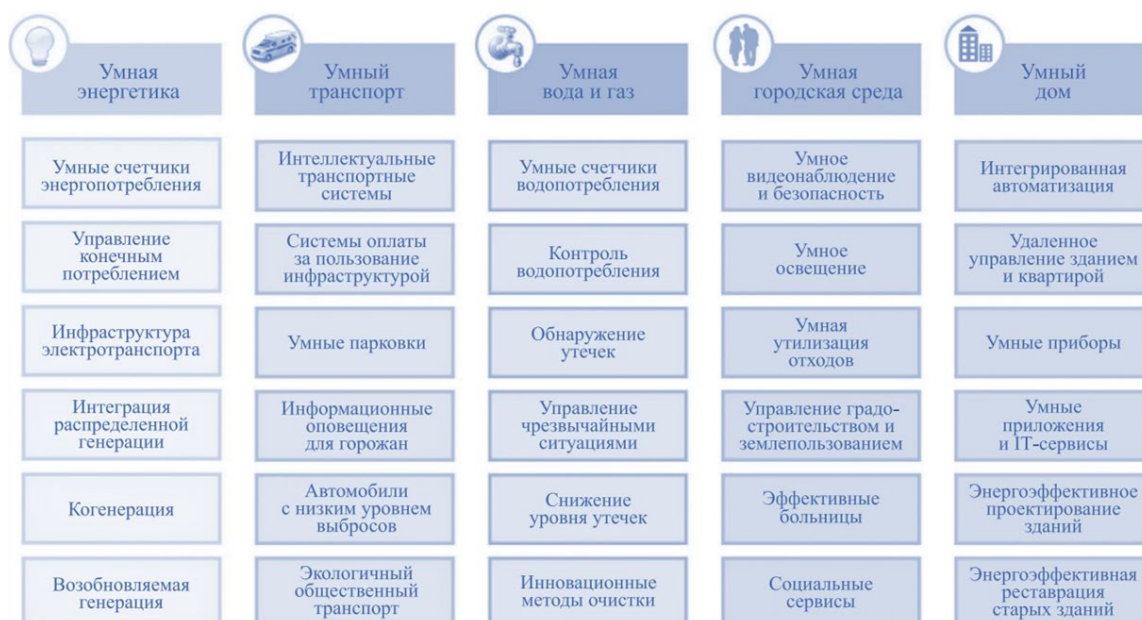 Умная
энергетика
Умные счетчики
энергопотребления
Управление
конечным
потреблением
Инфраструктура
электротранспорта
Интеграция
распределенной
генерации
Когенерация
Возобновляемая
генерация
Умный
транспорт
Интеллектуальные
транспортные
системы
Системы оплаты
за пользование
инфраструктурой
Умные парковки
Информационные
оповещения
для горожан
Автомобили
с низким уровнем
выбросов
Экологичный
общественный
транспорт
Умная
вода и газ
Умные счетчики
водопотребления
Контроль
водопотребления
Обнаружение
утечек
Управление
чрезвычайными
ситуациями
Снижение
уровня утечек
Инновационные
методы очистки
Умная
городская среда
Умное
видеонаблюдение
и безопасность
Умное
освещение
Умная
утилизация
отходов
Управление градо-
строительством и
землепользованием
Эффективные
больницы
Социальные
сервисы
Умный
дом
Интегрированная
автоматизация
Удаленное
управление зданием
и квартирой
Умные приборы
Умные
приложения
и IT-сервисы
Энергоэффективное
проектирование
зданий
Энергоэффективная
реставрация
старых зданий